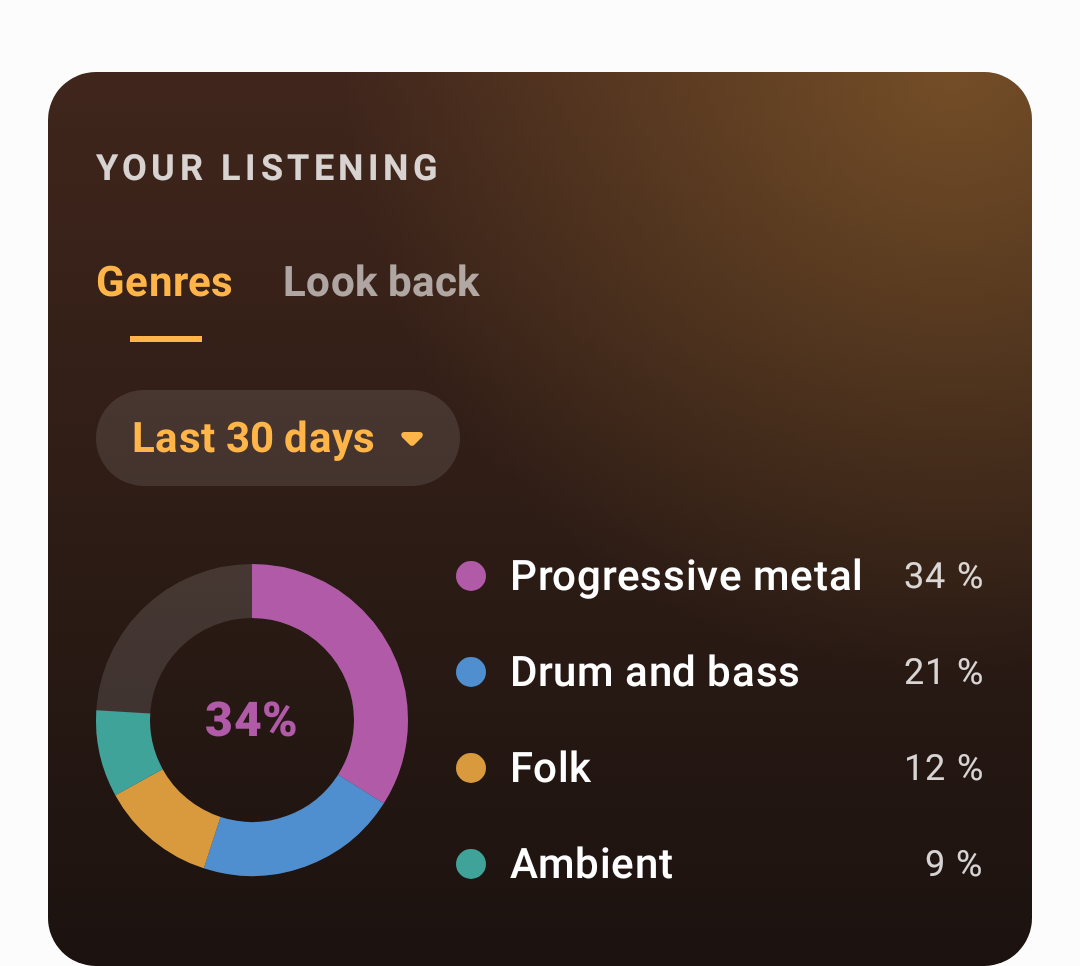 YOUR LISTENING
Genres Look back
Last 30 days
Progressive metal 34 %
Drum and bass 21 %
34%
Folk 12 %
Ambient 9 %